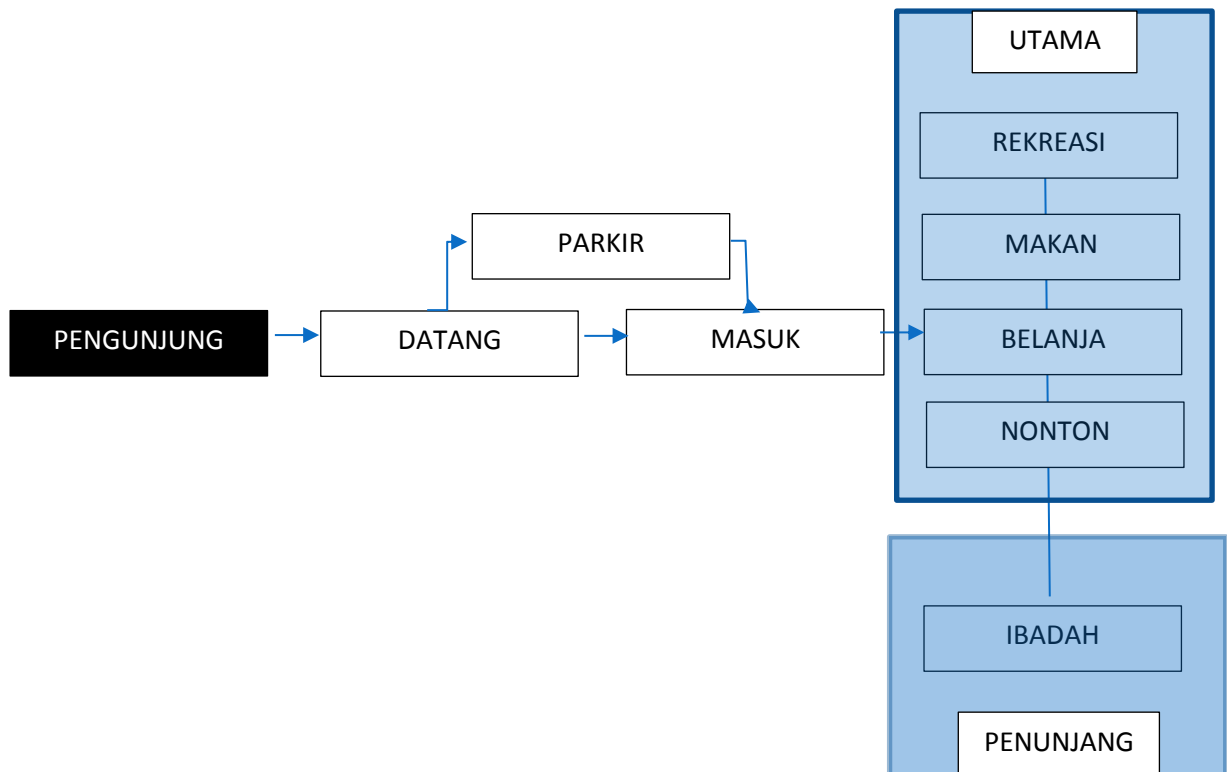 UTAMA
REKREASI
PARKIR
MAKAN
PENGUNJUNG
DATANG
MASUK
BELANJA
NONTON
IBADAH
PENUNJANG